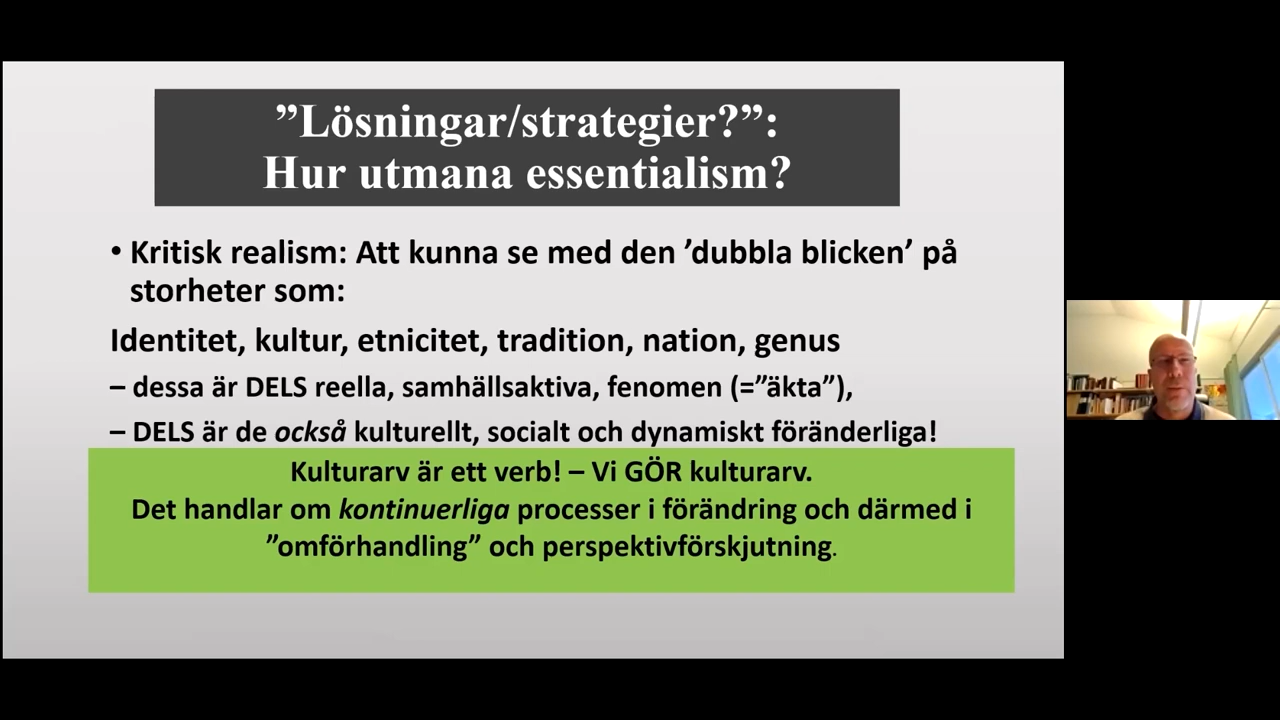 ”Lösningar/strategier?”:
Hur utmana essentialism?
• Kritisk realism: Att kunna se med den ’dubbla blicken’ på
storheter som:
Identitet, kultur, etnicitet, tradition, nation, genus
– dessa är DELS reella, samhällsaktiva, fenomen (=”äkta”),
– DELS är de också kulturellt, socialt och dynamiskt föränderliga!
Kulturarv är ett verb! – Vi GÖR kulturarv.
Det handlar om kontinuerliga processer i förändring och därmed i
”omförhandling” och perspektivförskjutning.